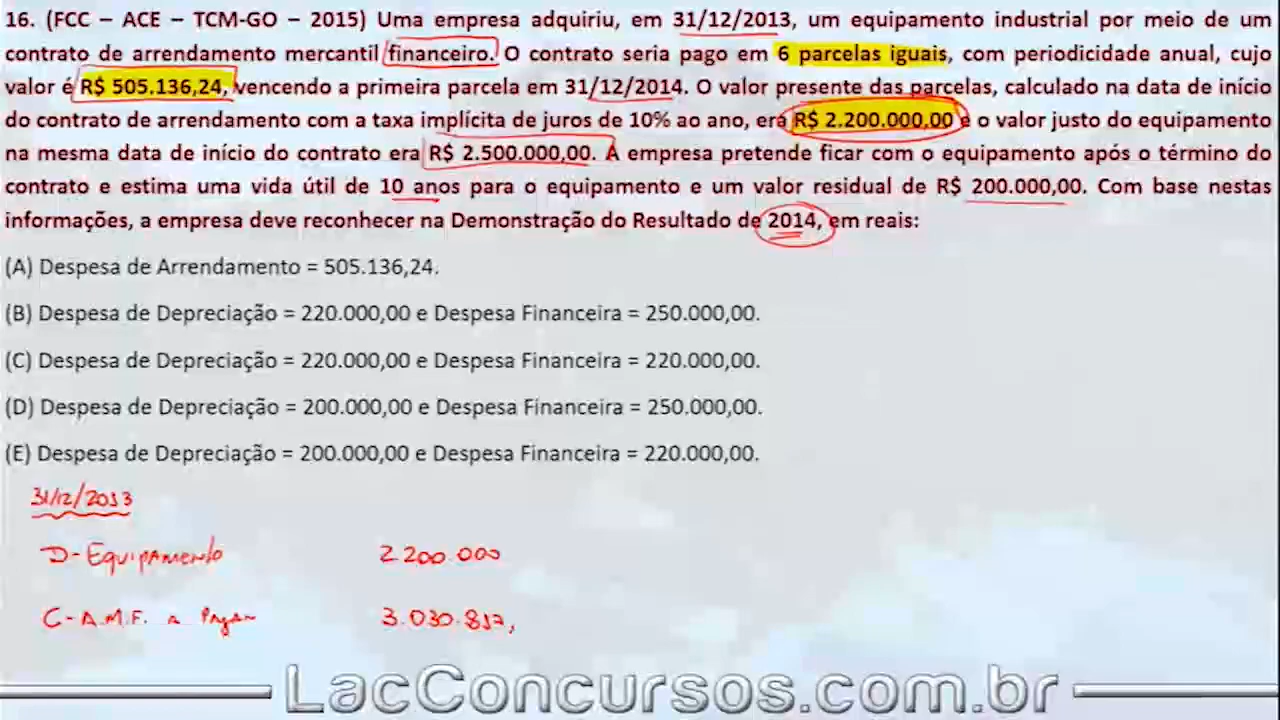 16. (FCC – ACE – TCM-GO – 2015) Uma empresa adquiriu, em 31/12/2013, um equipamento industrial por meio de um
contrato de arrendamento mercantil financeiro. O contrato seria pago em 6 parcelas iguais, com periodicidade anual, cujo
valor é R$ 505.136,24, vencendo a primeira parcela em 31/12/2014. O valor presente das parcelas, calculado na data de início
do contrato de arrendamento com a taxa implícita de juros de 10% ao ano, era R$ 2.200.000,00 e o valor justo do equipamento
na mesma data de início do contrato era R$ 2.500.000,00. A empresa pretende ficar com o equipamento após o término do
contrato e estima uma vida útil de 10 anos para o equipamento e um valor residual de R$ 200.000,00. Com base nestas
informações, a empresa deve reconhecer na Demonstração do Resultado de 2014, em reais:
(A) Despesa de Arrendamento = 505.136,24.
(B) Despesa de Depreciação = 220.000,00 e Despesa Financeira = 250.000,00.
(C) Despesa de Depreciação = 220.000,00 e Despesa Financeira = 220.000,00.
(D) Despesa de Depreciação = 200.000,00 e Despesa Financeira = 250.000,00.
(E) Despesa de Depreciação = 200.000,00 e Despesa Financeira = 220.000,00.
31/12/2013
D- Equipamento 2.200.000
C- A.M.F. a Pagar 3.030.817,
LacConcursos.com.br